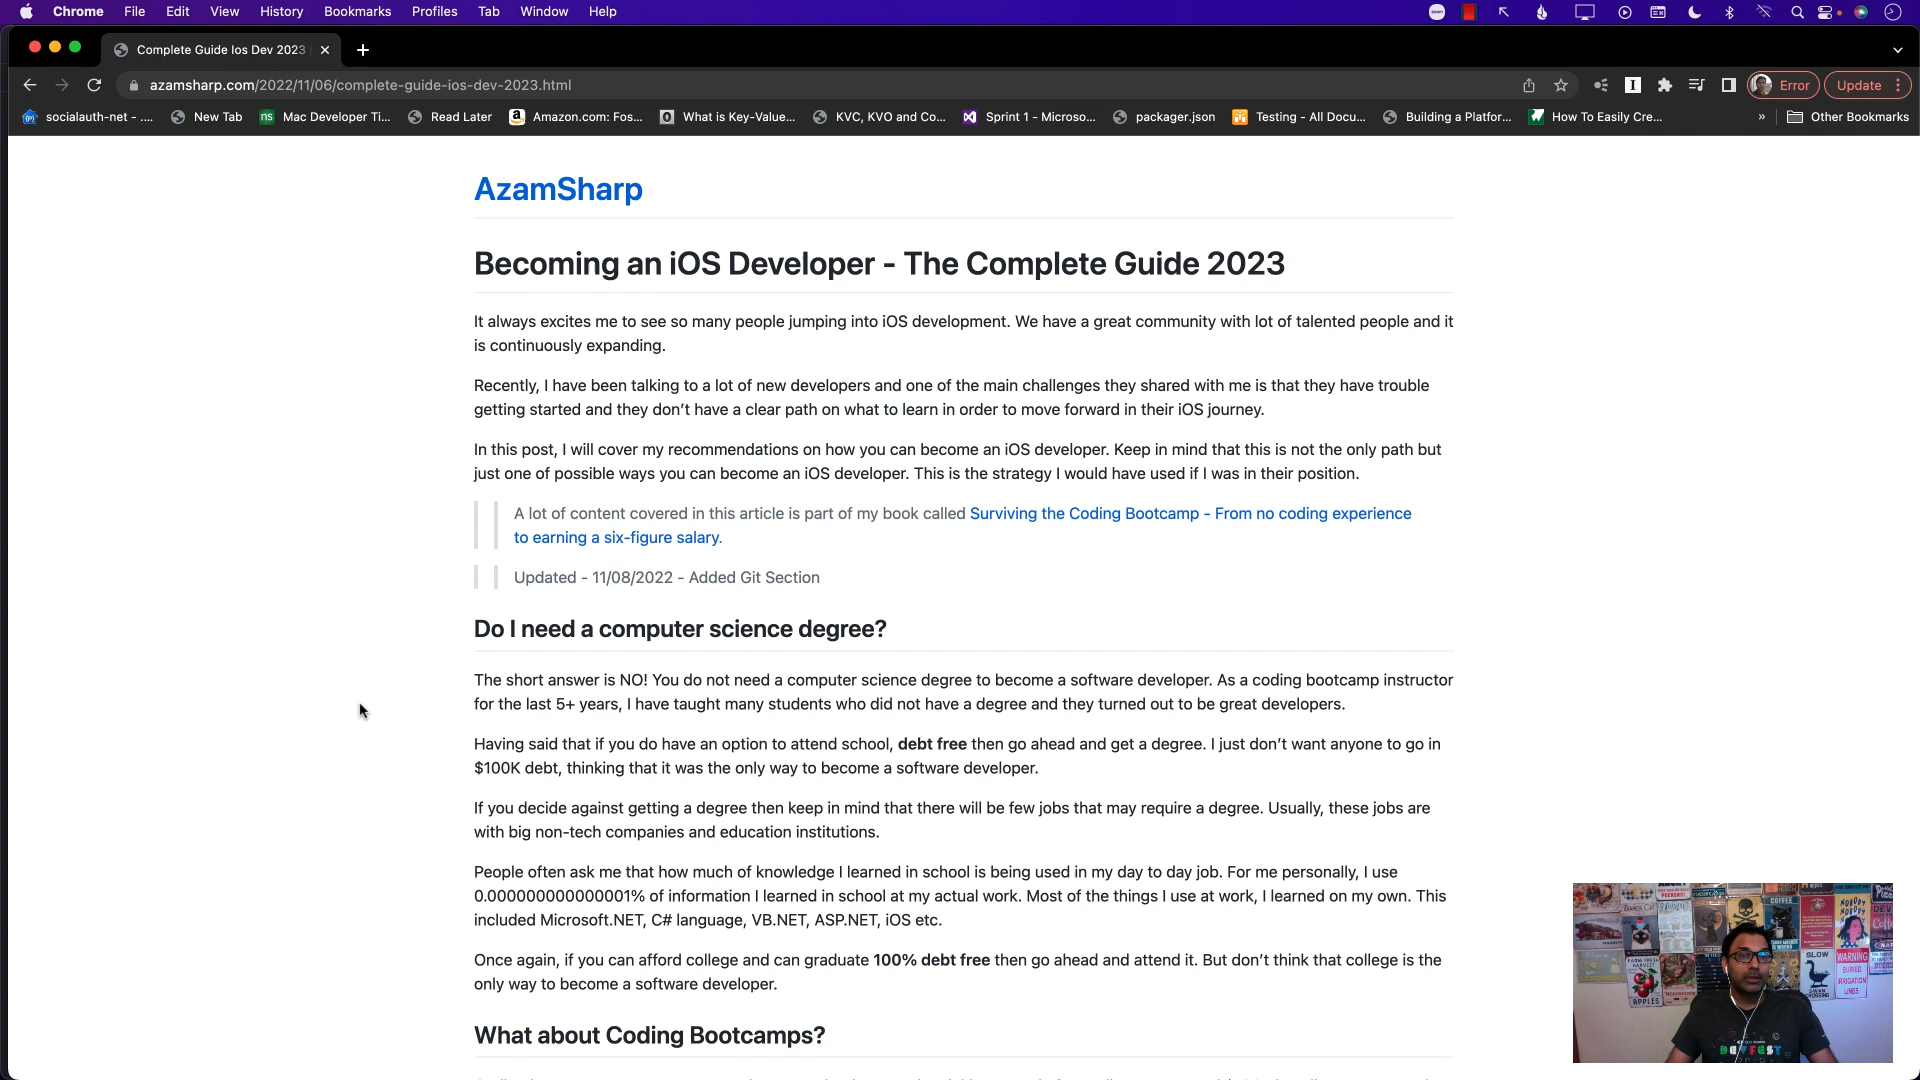 Chrome File Edit View History Bookmarks Profiles Tab Window Help
Complete Guide Ios Dev 2023
azamsharp.com/2022/11/06/complete-guide-ios-dev-2023.html
Error
Update
socialauth-net - .... New Tab Mac Developer Ti... Read Later Amazon.com: Fos... What is Key-Value... KVC, KVO and Co... Sprint 1 - Microso... packager.json Testing - All Docu... Building a Platfor... How To Easily Cre... » Other Bookmarks
AzamSharp
Becoming an iOS Developer - The Complete Guide 2023
It always excites me to see so many people jumping into iOS development. We have a great community with lot of talented people and it
is continuously expanding.
Recently, I have been talking to a lot of new developers and one of the main challenges they shared with me is that they have trouble
getting started and they don't have a clear path on what to learn in order to move forward in their iOS journey.
In this post, I will cover my recommendations on how you can become an iOS developer. Keep in mind that this is not the only path but
just one of possible ways you can become an iOS developer. This is the strategy I would have used if I was in their position.
A lot of content covered in this article is part of my book called Surviving the Coding Bootcamp - From no coding experience
to earning a six-figure salary.
Updated - 11/08/2022 - Added Git Section
Do I need a computer science degree?
The short answer is NO! You do not need a computer science degree to become a software developer. As a coding bootcamp instructor
for the last 5+ years, I have taught many students who did not have a degree and they turned out to be great developers.
Having said that if you do have an option to attend school, debt free then go ahead and get a degree. I just don't want anyone to go in
$100K debt, thinking that it was the only way to become a software developer.
If you decide against getting a degree then keep in mind that there will be few jobs that may require a degree. Usually, these jobs are
with big non-tech companies and education institutions.
People often ask me that how much of knowledge I learned in school is being used in my day to day job. For me personally, I use
0.0000000000000001% of information I learned in school at my actual work. Most of the things I use at work, I learned on my own. This
included Microsoft.NET, C# language, VB.NET, ASP.NET, iOS etc.
Once again, if you can afford college and can graduate 100% debt free then go ahead and attend it. But don't think that college is the
only way to become a software developer.
What about Coding Bootcamps?
COFFEE
NOBODY
FARM FRESH
HARVEST
APPLES
SLOW
SWAN
CROSSING
WARNING
BURIED
IRRIGATION
LINES
DEVFEST